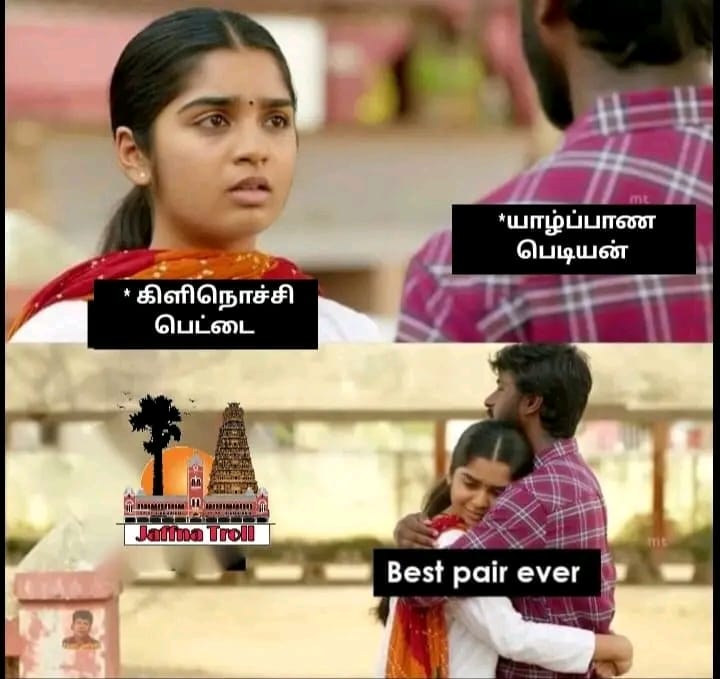 *யாழ்ப்பாண
பெடியன்
* கிளிநொச்சி
பெட்டை
Jaffna Troll
Best pair ever